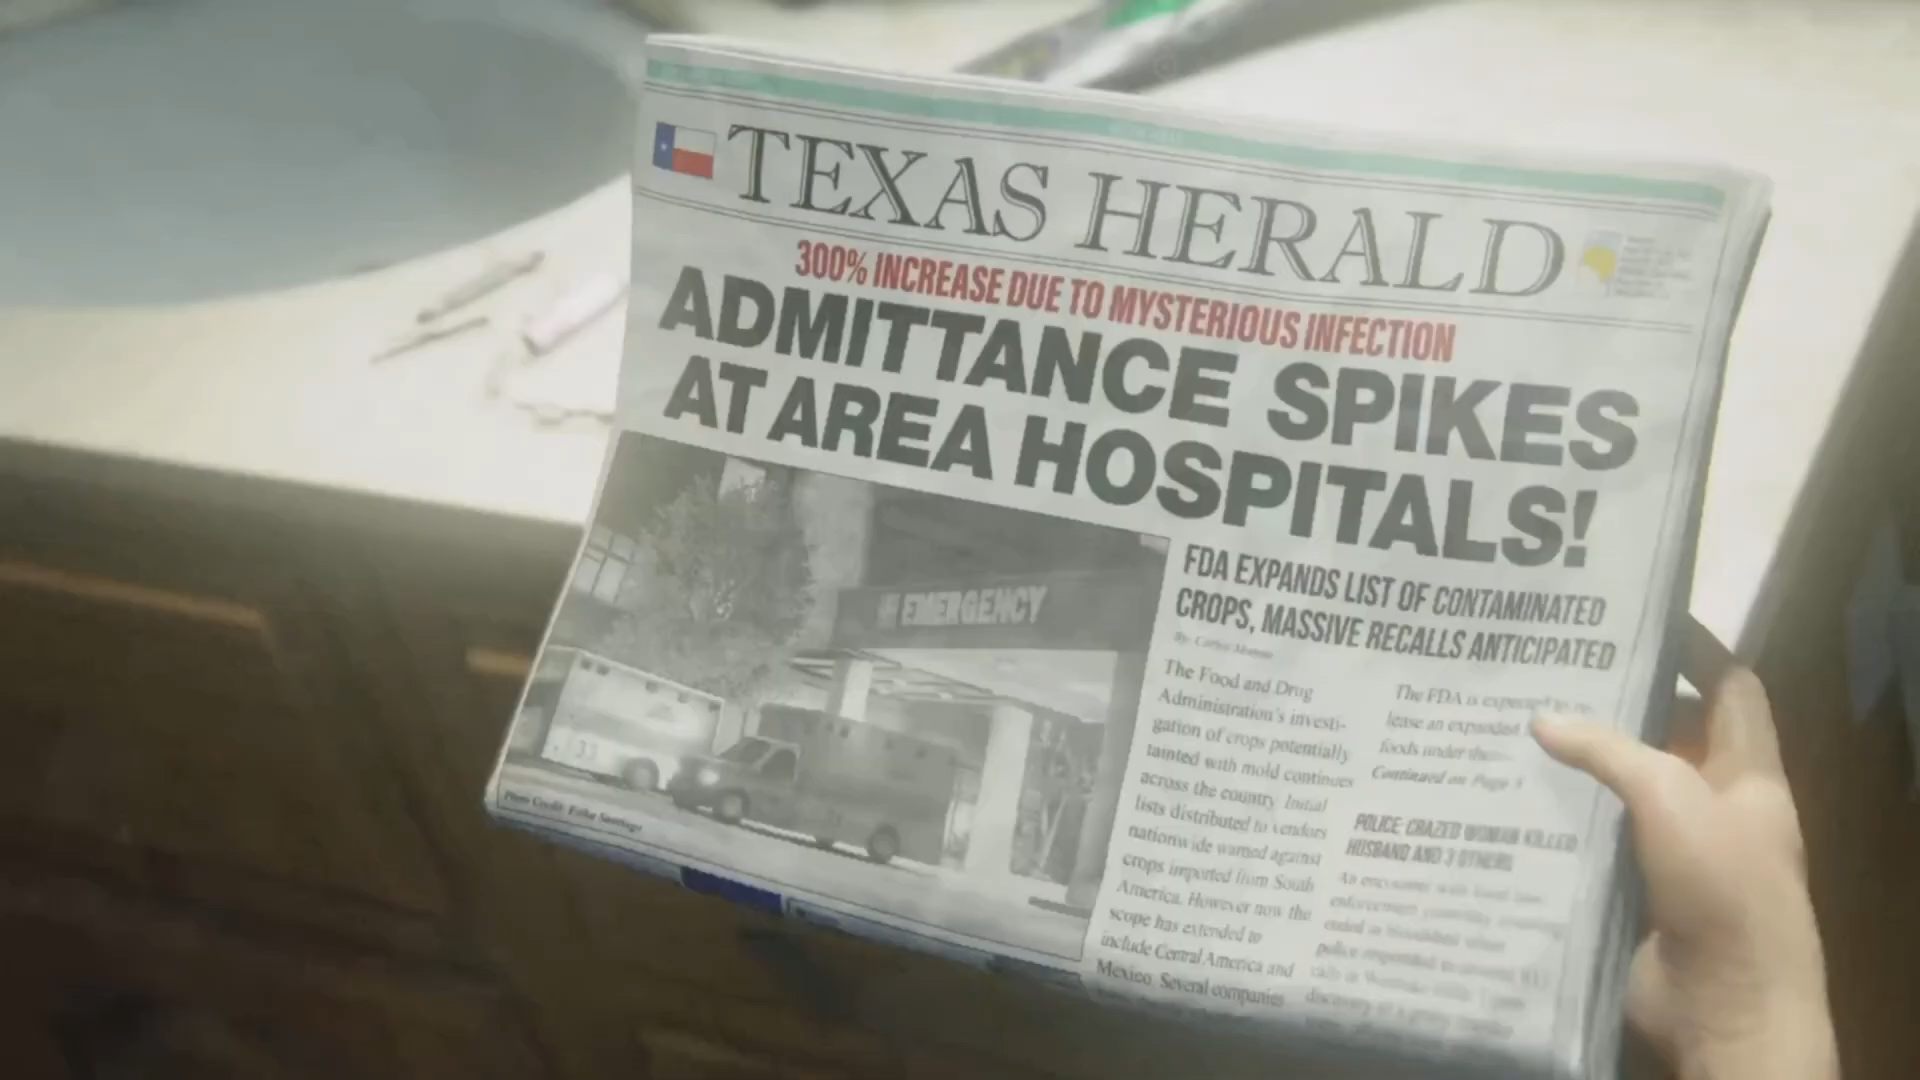 TEXAS HERALD
300% INCREASE DUE TO MYSTERIOUS INFECTION
ADMITTANCE SPIKES
AT AREA HOSPITALS!
EMERGENCY
33
Photo Credit:
FDA EXPANDS LIST OF CONTAMINATED
CROPS, MASSIVE RECALLS ANTICIPATED
By:
The Food and Drug
Administration's investi-
gation of crops potentially
tainted with mold continues
across the country. Initial
lists distributed to vendors
nationwide warned against
crops imported from South
America. However now the
scope has extended to
include Central America and
Mexico. Several companies
The FDA is expected to re-
lease an expanded
foods under
Continued on Page 
POLICE: CRAZED WOMAN KILLED
HUSBAND AND 3 OTHERS